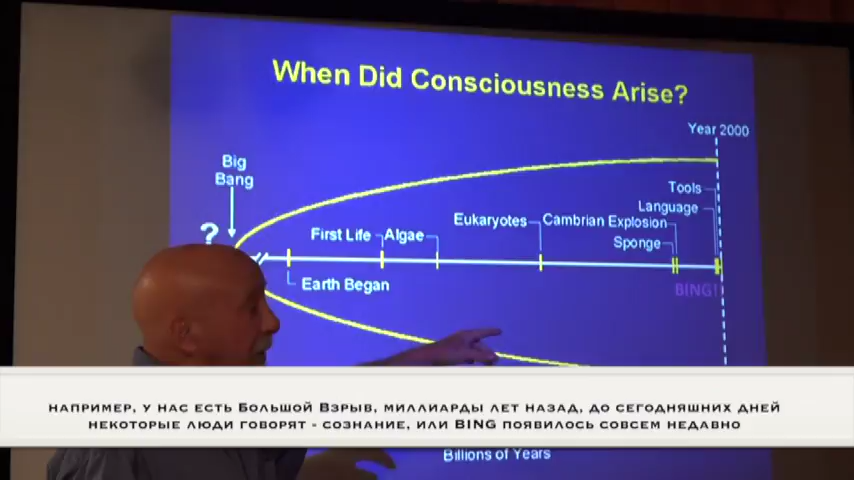 When Did Consciousness Arise?
Year 2000
Big
Bang
Tools
Language
?
First Life
Algae
Eukaryotes
Cambrian Explosion
Sponge
Earth Began
BING!
НАПРИМЕР, У НАС ЕСТЬ БОЛЬШОЙ ВЗРЫВ, МИЛЛИАРДЫ ЛЕТ НАЗАД, ДО СЕГОДНЯШНИХ ДНЕЙ
НЕКОТОРЫЕ ЛЮДИ ГОВОРЯТ - СОЗНАНИЕ, ИЛИ BING ПОЯВИЛОСЬ СОВСЕМ НЕДАВНО
Billions of Years